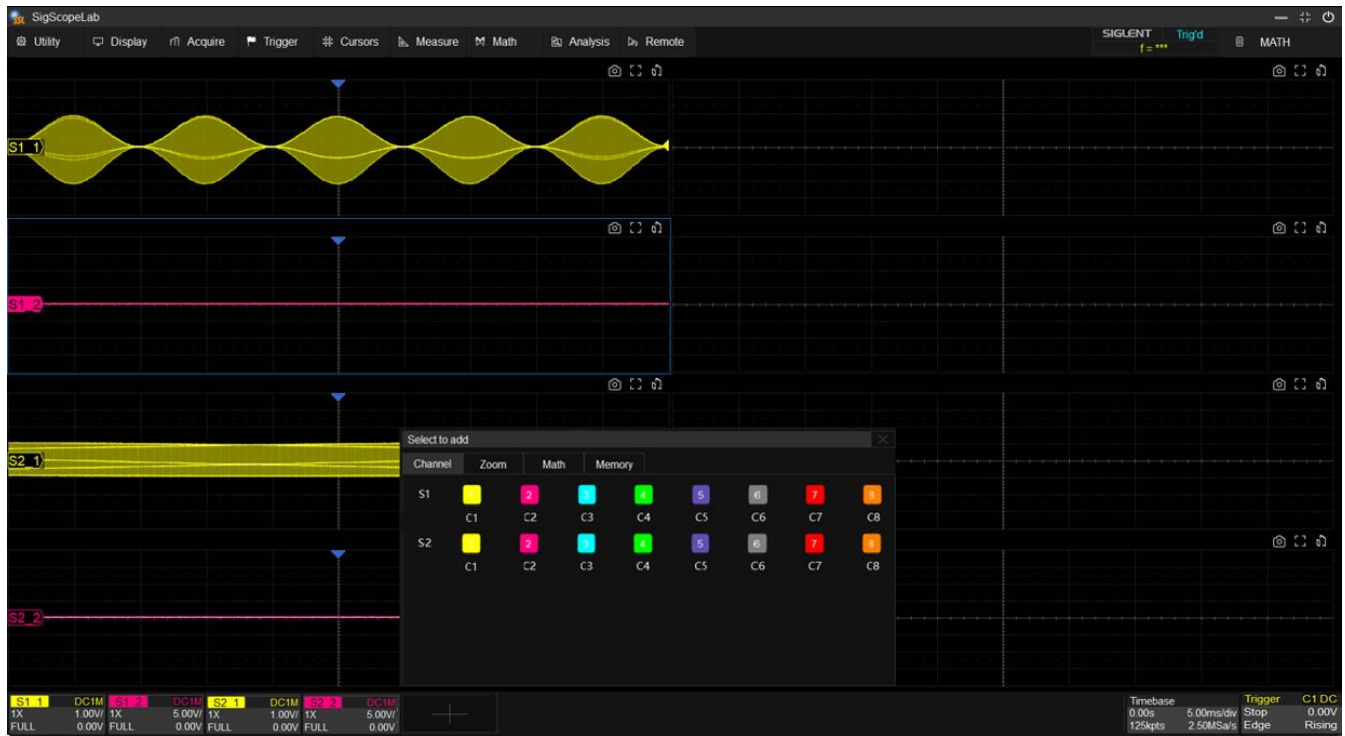 SigScopeLab
Utility Display Acquire Trigger Cursors Measure Math Analysis Remote
SIGLENT Trig'd
f = ***
MATH
S1_1
S1_2
S2_1
S2_2
Select to add
Channel Zoom Math Memory
S1 1 2 3 4 5 6 7 8
C1 C2 C3 C4 C5 C6 C7 C8
S2 1 2 3 4 5 6 7 8
C1 C2 C3 C4 C5 C6 C7 C8
S1_1 DC1M S1_2 DC1M S2_1 DC1M S2_2 DC1M
1X 1.00V/ 1X 5.00V/ 1X 1.00V/ 1X 5.00V/
FULL 0.00V FULL 0.00V FULL 0.00V FULL 0.00V
Timebase
0.00s 5.00ms/div
125kpts 2.50MSa/s
Trigger C1 DC
Stop 0.00V
Edge Rising